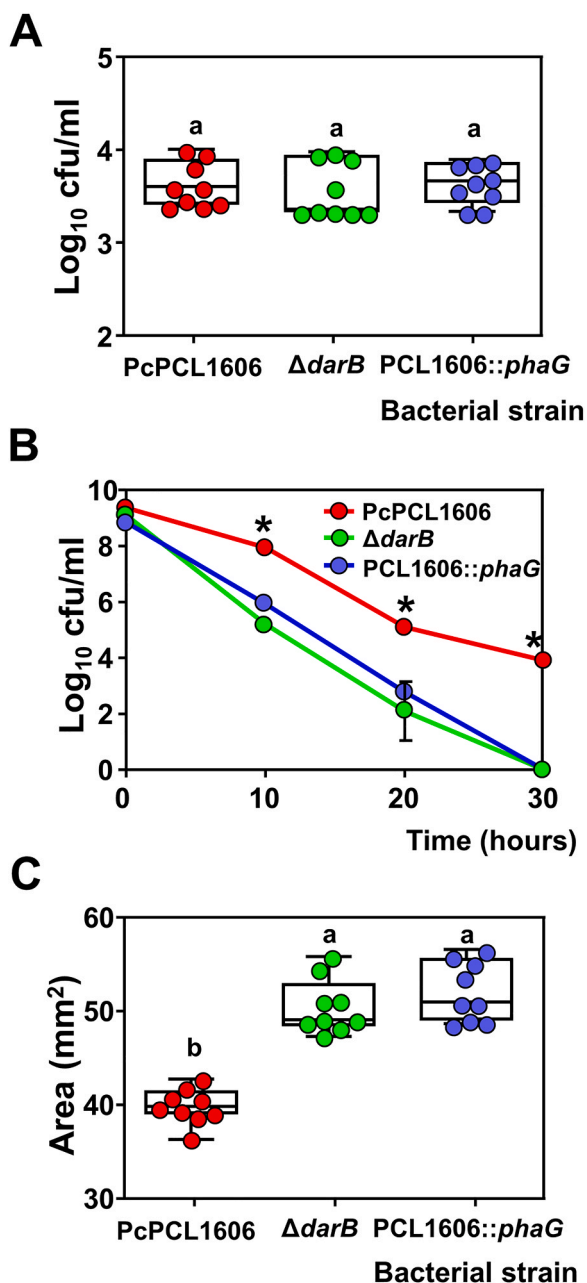 A
5
4
3
2
Log10 cfu/ml
a
a
a
PcPCL1606
ΔdarB
PCL1606::phaG
Bacterial strain
B
10
8
6
4
2
0
Log10 cfu/ml
PcPCL1606
ΔdarB
PCL1606::phaG
*
*
*
0
10
20
30
Time (hours)
C
60
50
40
30
Area (mm2)
b
a
a
PcPCL1606
ΔdarB
PCL1606::phaG
Bacterial strain